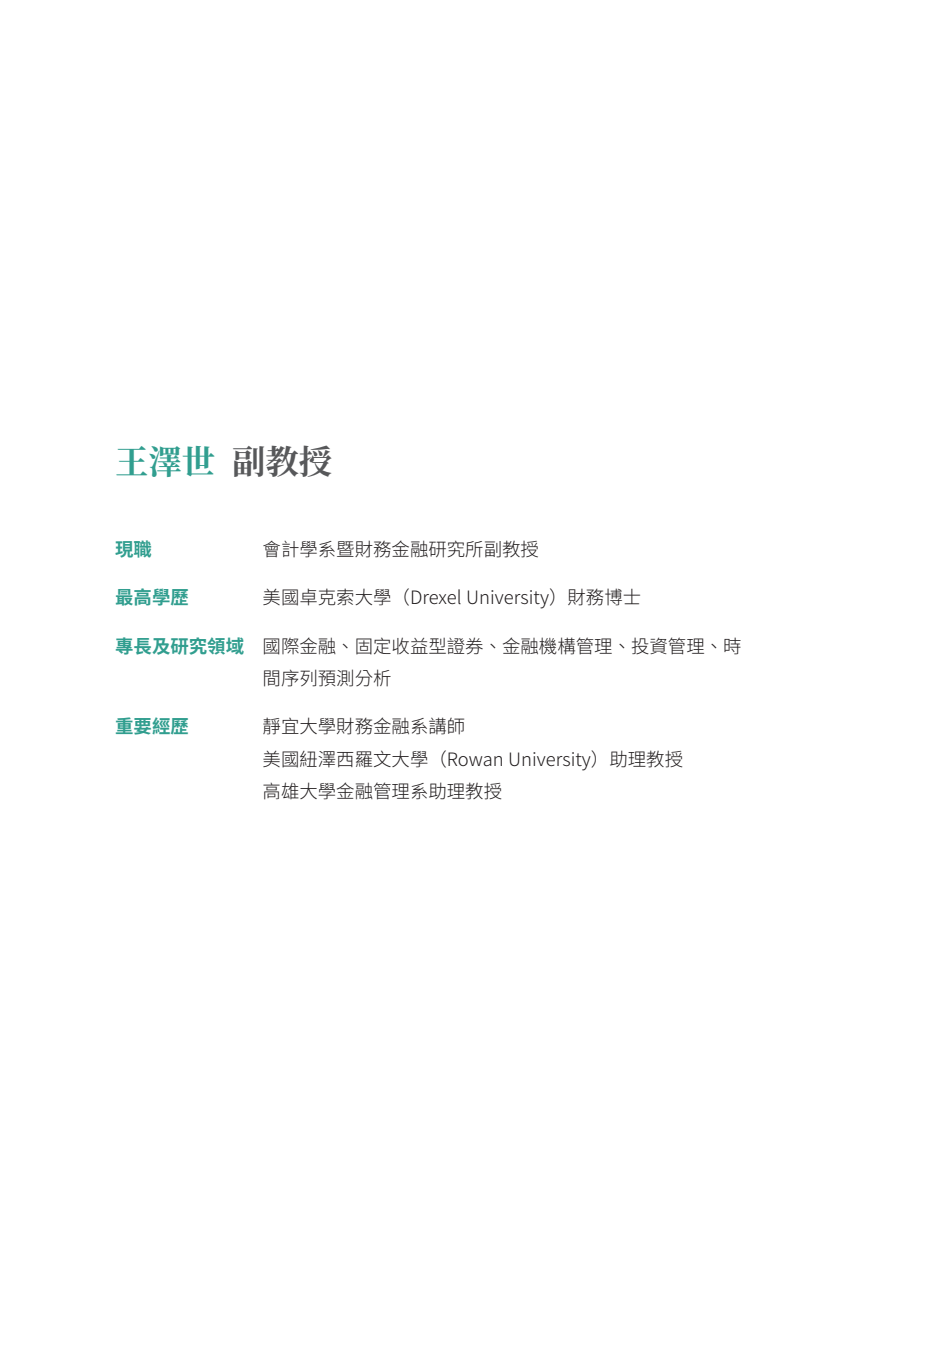 王澤世 副教授
現職 會計學系暨財務金融研究所副教授
最高學歷 美國卓克索大學（Drexel University）財務博士
專長及研究領域 國際金融、固定收益型證券、金融機構管理、投資管理、時
間序列預測分析
重要經歷 靜宜大學財務金融系講師
美國紐澤西羅文大學（Rowan University）助理教授
高雄大學金融管理系助理教授